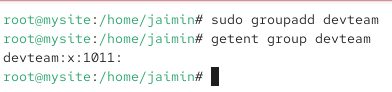 root@mysite:/home/jaimin# sudo groupadd devteam
root@mysite:/home/jaimin# getent group devteam
devteam:x:1011:
root@mysite:/home/jaimin#